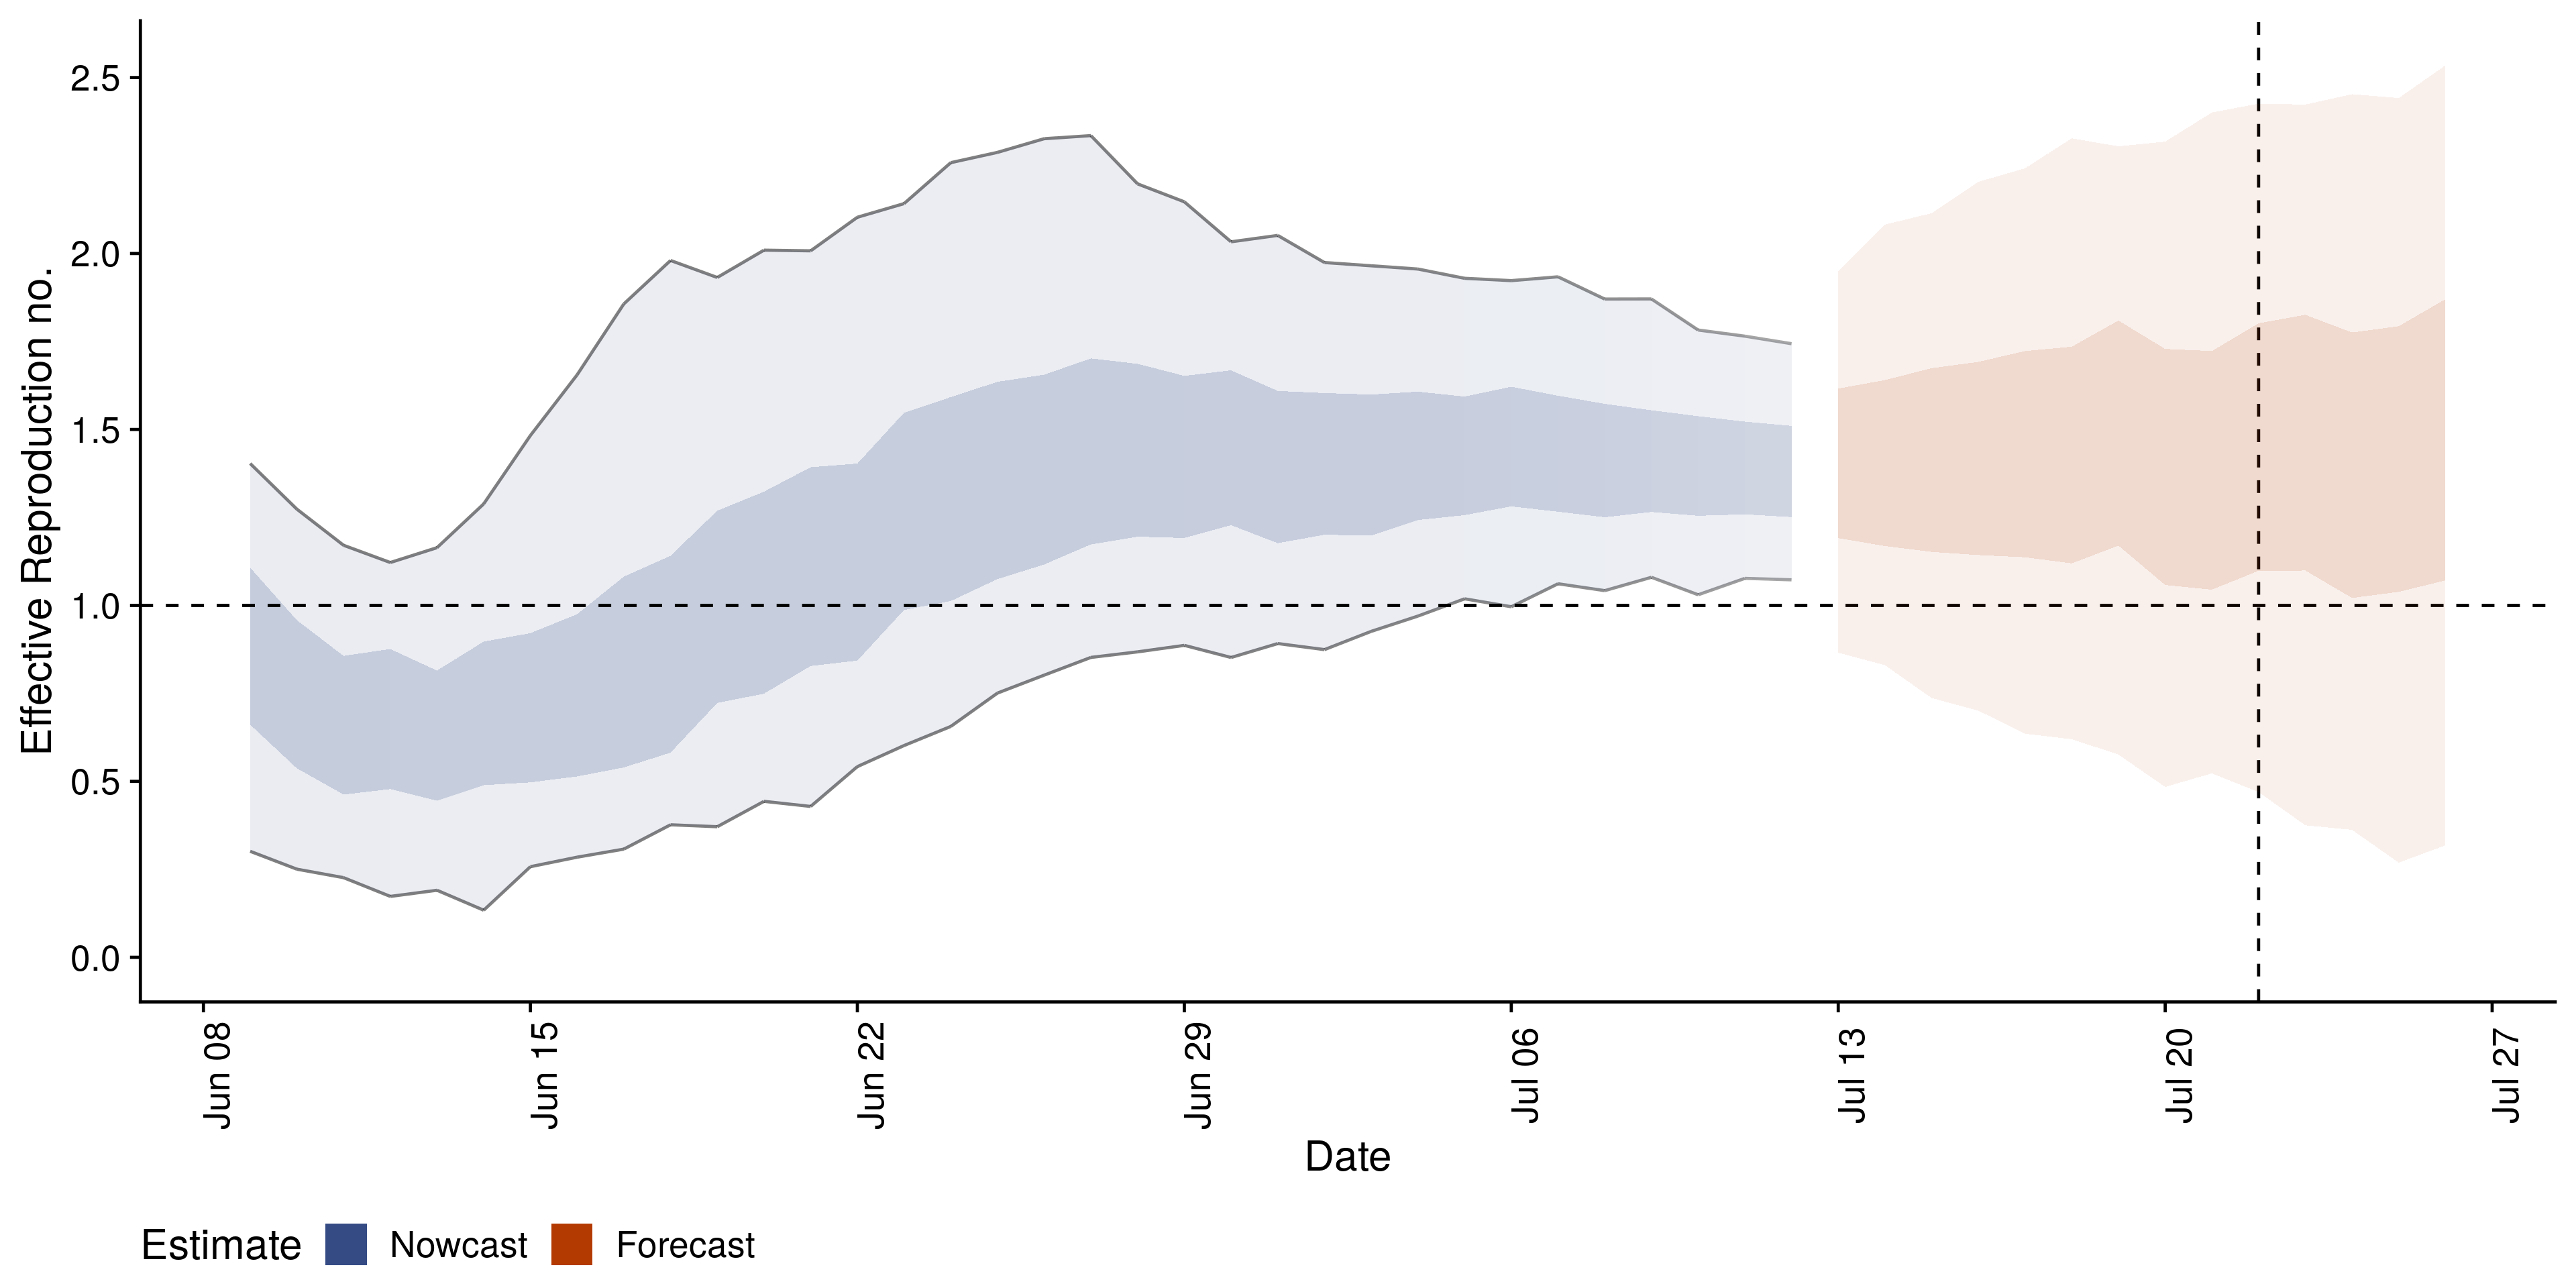 Effective Reproduction no.
2.5
2.0
1.5
1.0
0.5
0.0
Jun 08
Jun 15
Jun 22
Jun 29
Jul 06
Jul 13
Jul 20
Jul 27
Date
Estimate Nowcast Forecast